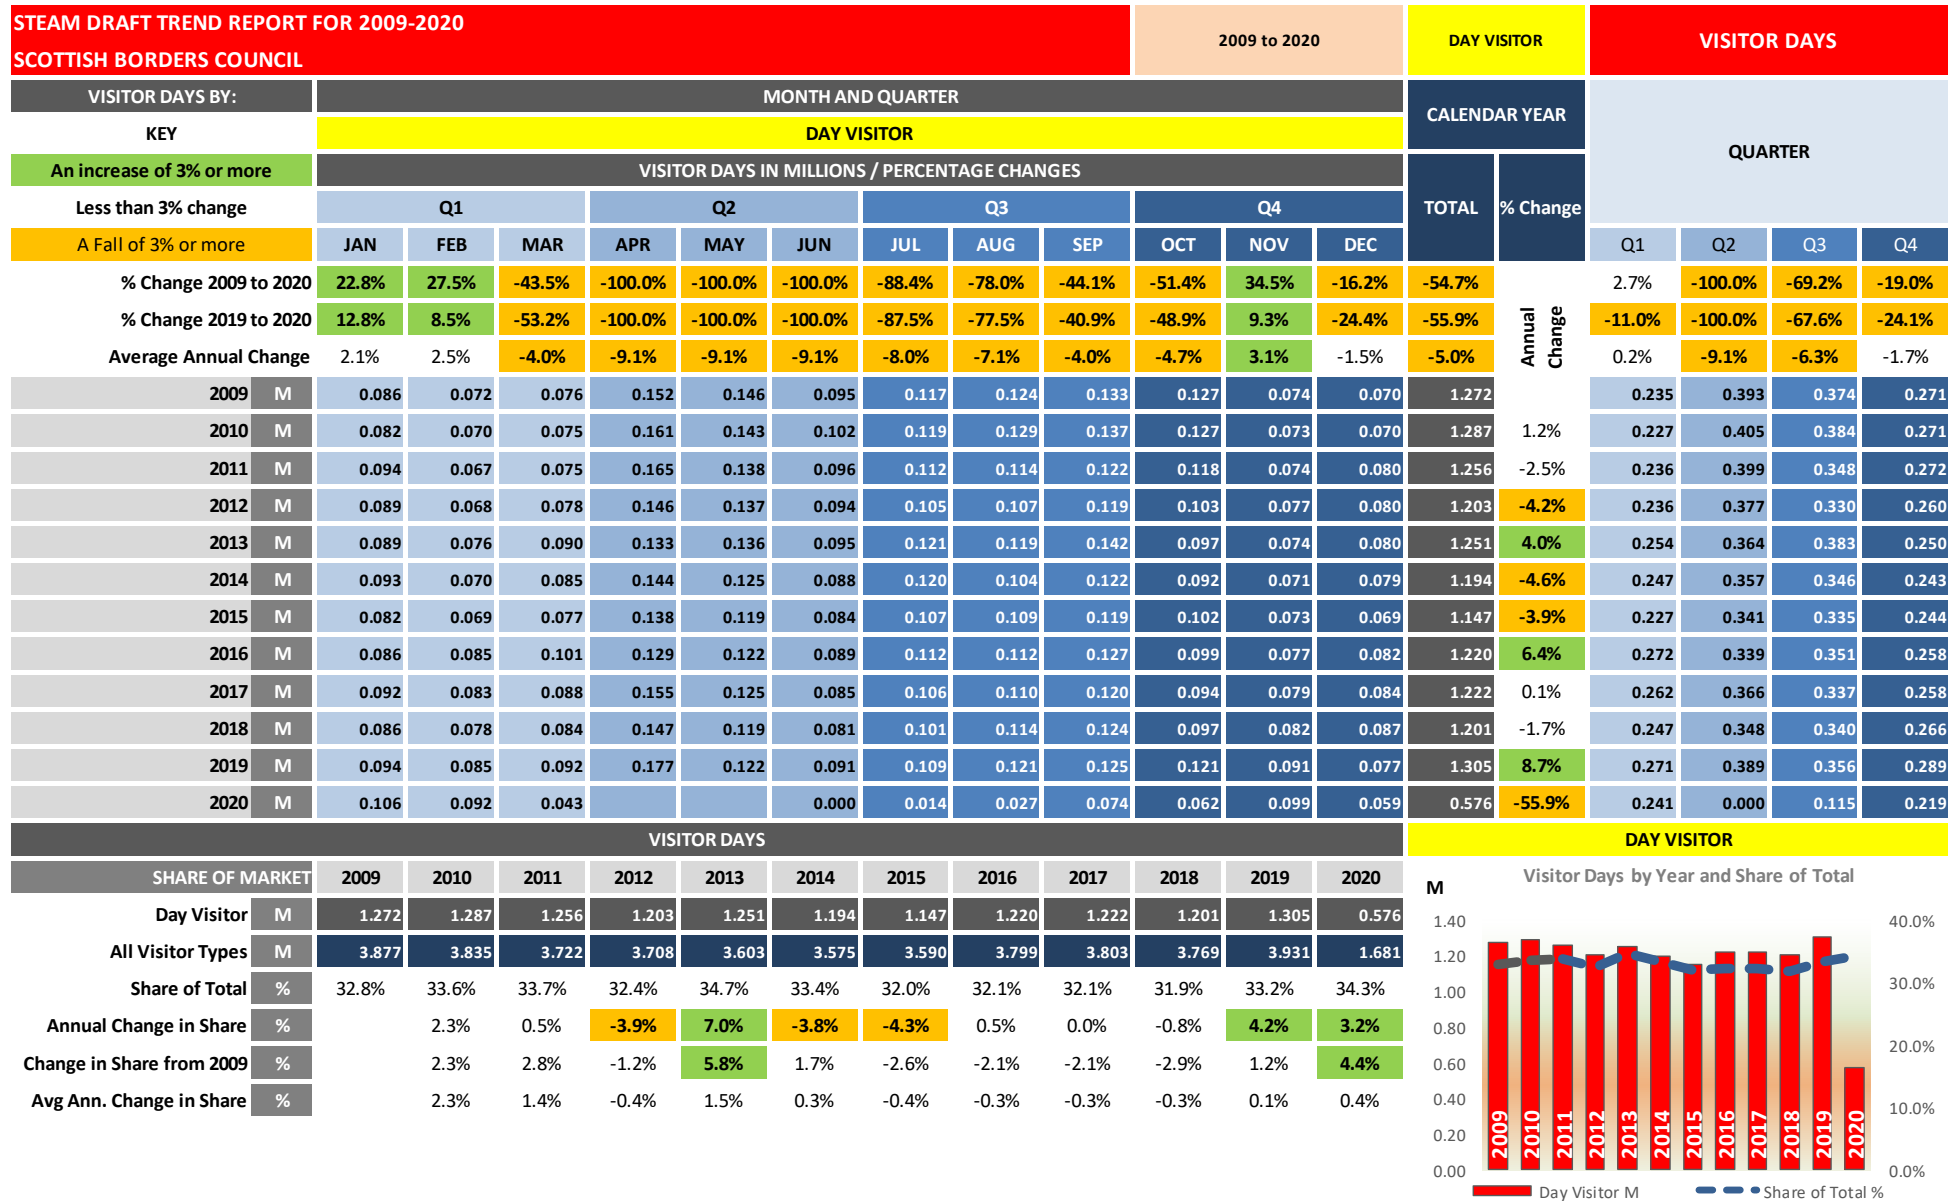 STEAM DRAFT TREND REPORT FOR 2009-2020
SCOTTISH BORDERS COUNCIL
2009 to 2020
DAY VISITOR
VISITOR DAYS
VISITOR DAYS BY:
MONTH AND QUARTER
CALENDAR YEAR
QUARTER
KEY
DAY VISITOR
An increase of 3% or more
VISITOR DAYS IN MILLIONS / PERCENTAGE CHANGES
Less than 3% change
Q1 Q2 Q3 Q4 TOTAL % Change
A Fall of 3% or more JAN FEB MAR APR MAY JUN JUL AUG SEP OCT NOV DEC Q1 Q2 Q3 Q4
% Change 2009 to 2020 22.8% 27.5% -43.5% -100.0% -100.0% -100.0% -88.4% -78.0% -44.1% -51.4% 34.5% -16.2% -54.7% 2.7% -100.0% -69.2% -19.0%
% Change 2019 to 2020 12.8% 8.5% -53.2% -100.0% -100.0% -100.0% -87.5% -77.5% -40.9% -48.9% 9.3% -24.4% -55.9% -11.0% -100.0% -67.6% -24.1%
Average Annual Change 2.1% 2.5% -4.0% -9.1% -9.1% -9.1% -8.0% -7.1% -4.0% -4.7% 3.1% -1.5% -5.0% 0.2% -9.1% -6.3% -1.7%
Annual
Change
2009 M 0.086 0.072 0.076 0.152 0.146 0.095 0.117 0.124 0.133 0.127 0.074 0.070 1.272 0.235 0.393 0.374 0.271
2010 M 0.082 0.070 0.075 0.161 0.143 0.102 0.119 0.129 0.137 0.127 0.073 0.070 1.287 1.2% 0.227 0.405 0.384 0.271
2011 M 0.094 0.067 0.075 0.165 0.138 0.096 0.112 0.114 0.122 0.118 0.074 0.080 1.256 -2.5% 0.236 0.399 0.348 0.272
2012 M 0.089 0.068 0.078 0.146 0.137 0.094 0.105 0.107 0.119 0.103 0.077 0.080 1.203 -4.2% 0.236 0.377 0.330 0.260
2013 M 0.089 0.076 0.090 0.133 0.136 0.095 0.121 0.119 0.142 0.097 0.074 0.080 1.251 4.0% 0.254 0.364 0.383 0.250
2014 M 0.093 0.070 0.085 0.144 0.125 0.088 0.120 0.104 0.122 0.092 0.071 0.079 1.194 -4.6% 0.247 0.357 0.346 0.243
2015 M 0.082 0.069 0.077 0.138 0.119 0.084 0.107 0.109 0.119 0.102 0.073 0.069 1.147 -3.9% 0.227 0.341 0.335 0.244
2016 M 0.086 0.085 0.101 0.129 0.122 0.089 0.112 0.112 0.127 0.099 0.077 0.082 1.220 6.4% 0.272 0.339 0.351 0.258
2017 M 0.092 0.083 0.088 0.155 0.125 0.085 0.106 0.110 0.120 0.094 0.079 0.084 1.222 0.1% 0.262 0.366 0.337 0.258
2018 M 0.086 0.078 0.084 0.147 0.119 0.081 0.101 0.114 0.124 0.097 0.082 0.087 1.201 -1.7% 0.247 0.348 0.340 0.266
2019 M 0.094 0.085 0.092 0.177 0.122 0.091 0.109 0.121 0.125 0.121 0.091 0.077 1.305 8.7% 0.271 0.389 0.356 0.289
2020 M 0.106 0.092 0.043 0.000 0.014 0.027 0.074 0.062 0.099 0.059 0.576 -55.9% 0.241 0.000 0.115 0.219
VISITOR DAYS
SHARE OF MARKET 2009 2010 2011 2012 2013 2014 2015 2016 2017 2018 2019 2020
Day Visitor M 1.272 1.287 1.256 1.203 1.251 1.194 1.147 1.220 1.222 1.201 1.305 0.576
All Visitor Types M 3.877 3.835 3.722 3.708 3.603 3.575 3.590 3.799 3.803 3.769 3.931 1.681
Share of Total % 32.8% 33.6% 33.7% 32.4% 34.7% 33.4% 32.0% 32.1% 32.1% 31.9% 33.2% 34.3%
Annual Change in Share % 2.3% 0.5% -3.9% 7.0% -3.8% -4.3% 0.5% 0.0% -0.8% 4.2% 3.2%
Change in Share from 2009 % 2.3% 2.8% -1.2% 5.8% 1.7% -2.6% -2.1% -2.1% -2.9% 1.2% 4.4%
Avg Ann. Change in Share % 2.3% 1.4% -0.4% 1.5% 0.3% -0.4% -0.3% -0.3% -0.3% 0.1% 0.4%
DAY VISITOR
Visitor Days by Year and Share of Total
M
1.40 40.0%
1.20
1.00 30.0%
0.80
20.0%
0.60
0.40 10.0%
0.20
0.00 0.0%
2009 2010 2011 2012 2013 2014 2015 2016 2017 2018 2019 2020
Day Visitor M Share of Total %